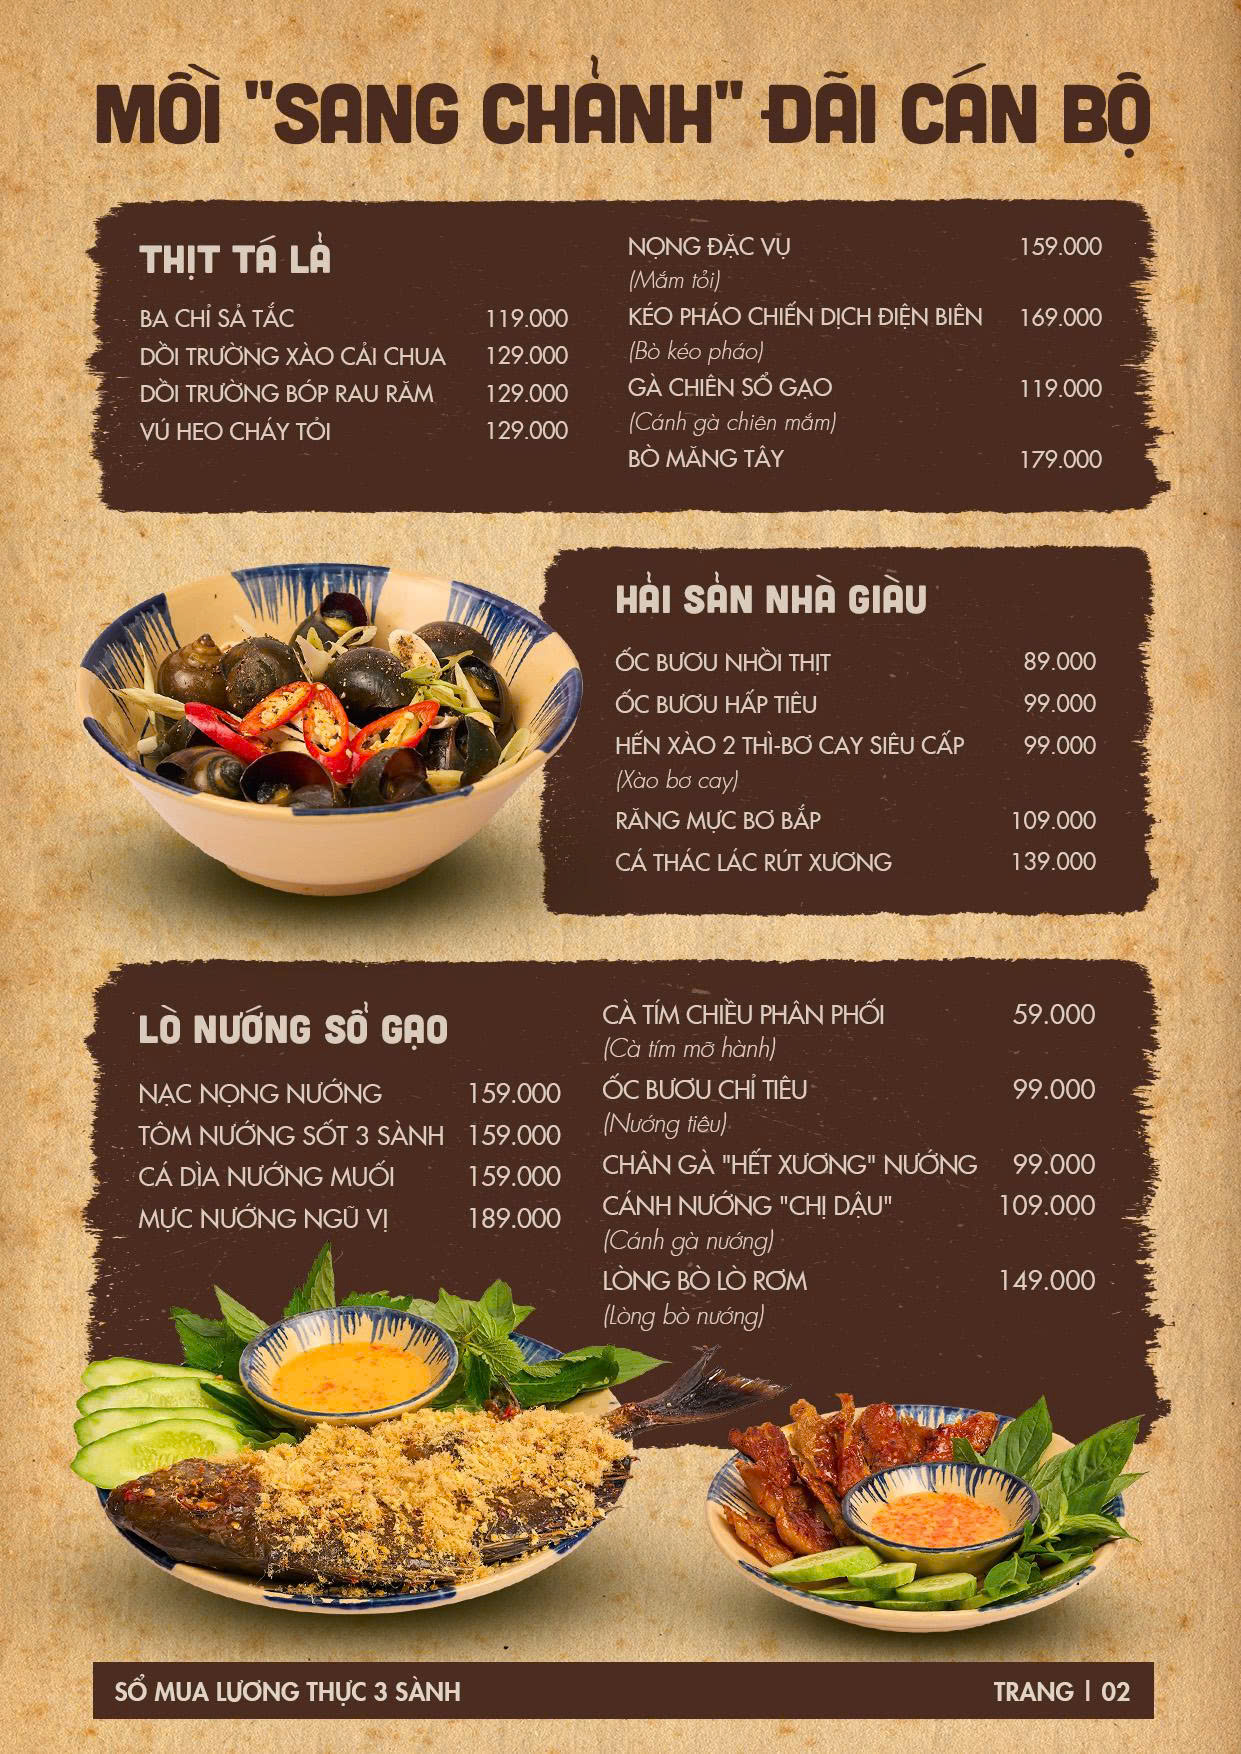 MỒI "SANG CHẢNH" ĐÃI CÁN BỘ
THỊT TÁ LẢ
BA CHỈ SẢ TẮC 119.000
DỒI TRƯỜNG XÀO CẢI CHUA 129.000
DỒI TRƯỜNG BÓP RAU RĂM 129.000
VÚ HEO CHÁY TỎI 129.000
NỌNG ĐẶC VỤ 159.000
(Mắm tỏi)
KÉO PHÁO CHIẾN DỊCH ĐIỆN BIÊN 169.000
(Bò kéo pháo)
GÀ CHIÊN SỔ GẠO 119.000
(Cánh gà chiên mắm)
BÒ MĂNG TÂY 179.000
HẢI SẢN NHÀ GIÀU
ỐC BƯƠU NHỒI THỊT 89.000
ỐC BƯƠU HẤP TIÊU 99.000
HẾN XÀO 2 THÌ-BƠ CAY SIÊU CẤP 99.000
(Xào bơ cay)
RĂNG MỰC BƠ BẮP 109.000
CÁ THÁC LÁC RÚT XƯƠNG 139.000
LÒ NƯỚNG SỔ GẠO
NẠC NỌNG NƯỚNG 159.000
TÔM NƯỚNG SỐT 3 SÀNH 159.000
CÁ DÌA NƯỚNG MUỐI 159.000
MỰC NƯỚNG NGŨ VỊ 189.000
CÀ TÍM CHIỀU PHÂN PHỐI 59.000
(Cà tím mỡ hành)
ỐC BƯƠU CHỈ TIÊU 99.000
(Nướng tiêu)
CHÂN GÀ "HẾT XƯƠNG" NƯỚNG 99.000
CÁNH NƯỚNG "CHỊ DẬU" 109.000
(Cánh gà nướng)
LÒNG BÒ LÒ RƠM 149.000
(Lòng bò nướng)
SỔ MUA LƯƠNG THỰC 3 SÀNH
TRANG | 02